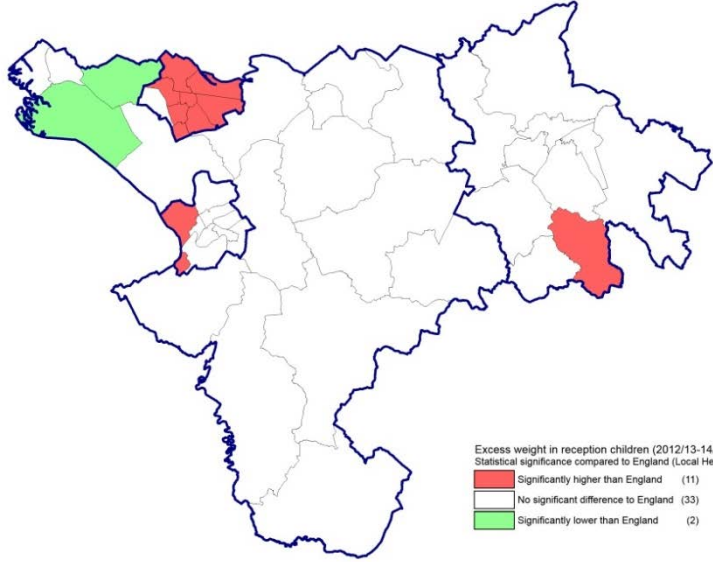 Excess weight in reception children (2012/13-14
Statistical significance compared to England (Local He
Significantly higher than England (11)
No significant difference to England (33)
Significantly lower than England (2)